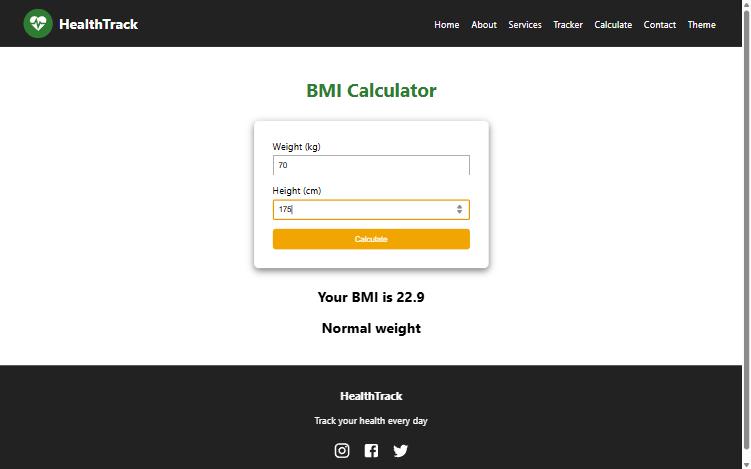 HealthTrack
Home About Services Tracker Calculate Contact Theme
BMI Calculator
Weight (kg)
70
Height (cm)
175
Calculate
Your BMI is 22.9
Normal weight
HealthTrack
Track your health every day